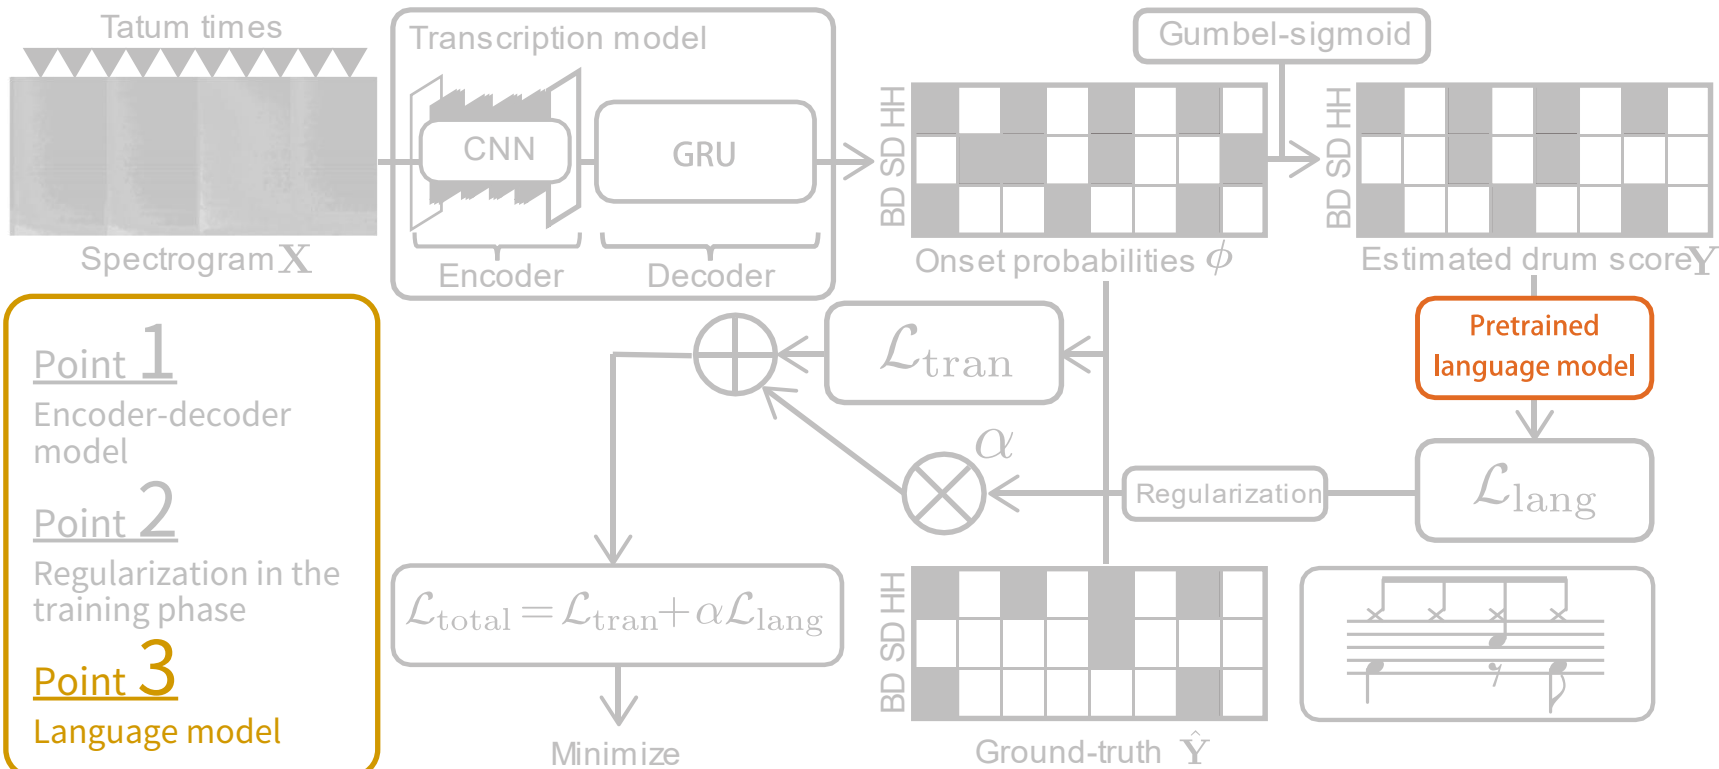 Tatum times
Transcription model
Gumbel-sigmoid
CNN
GRU
HH
SD
BD
HH
SD
BD
Spectrogram X
Encoder
Decoder
Onset probabilities ϕ
Estimated drum score Y
Point 1
Encoder-decoder
model
Point 2
Regularization in the
training phase
Point 3
Language model
ℒtran
Pretrained
language model
α
Regularization
ℒlang
ℒtotal = ℒtran + αℒlang
Minimize
HH
SD
BD
Ground-truth Ŷ